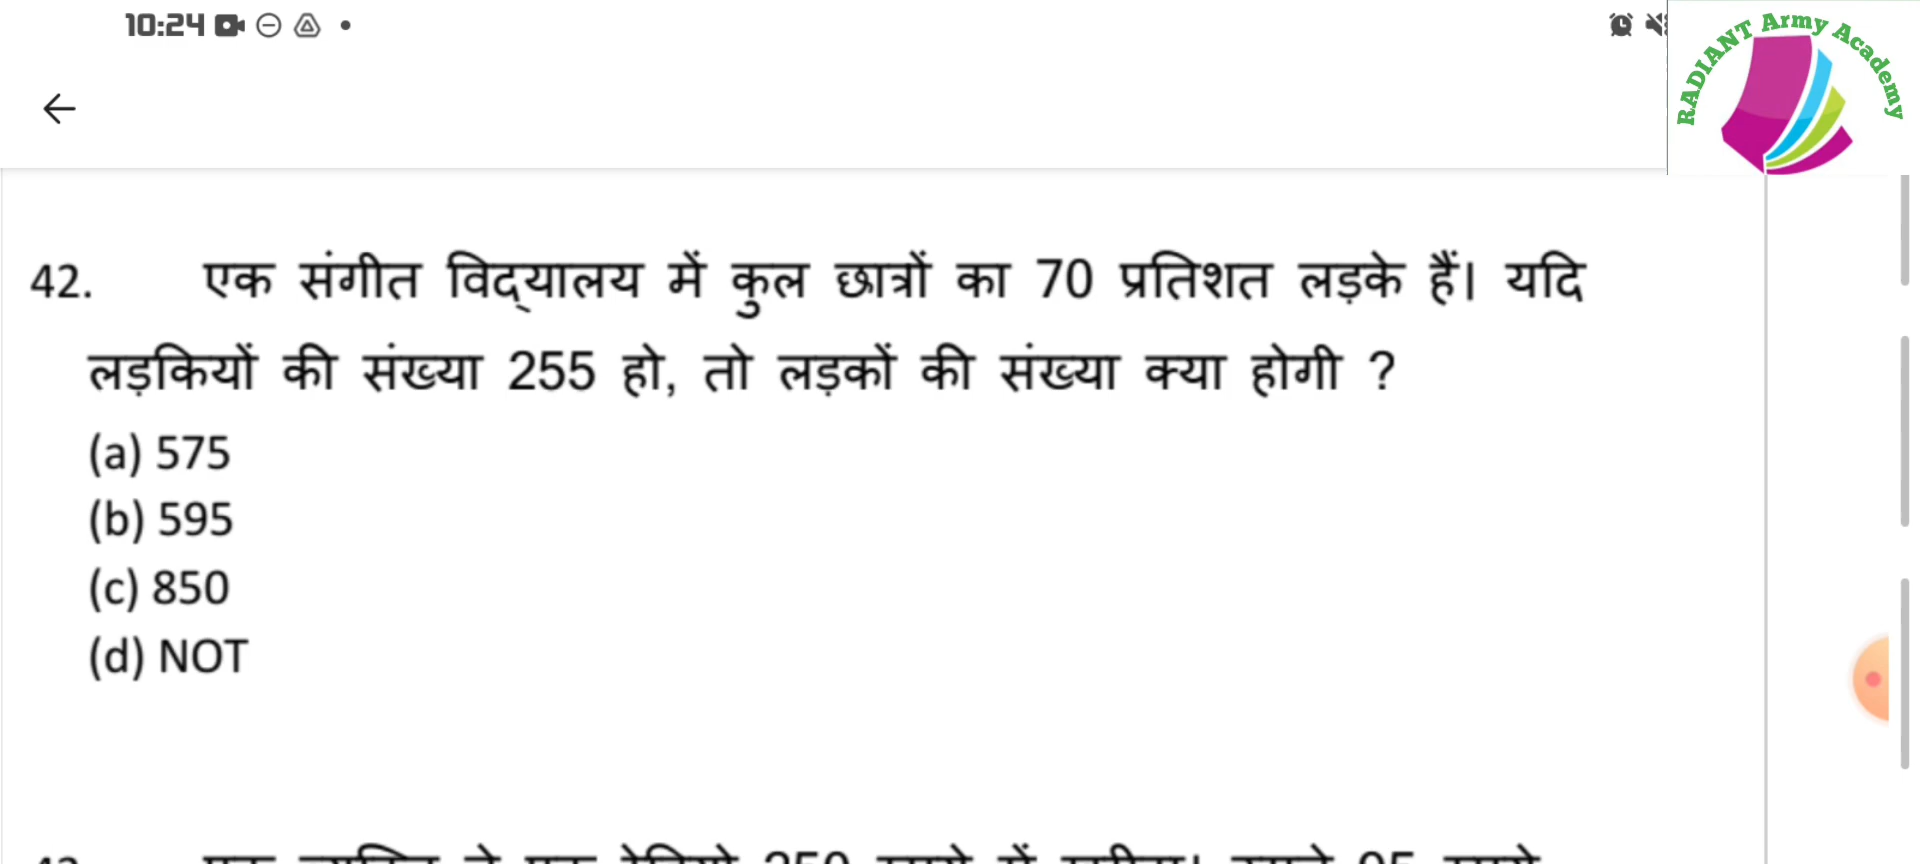 10:24
RADIANT Army Academy
42. एक संगीत विद्यालय में कुल छात्रों का 70 प्रतिशत लड़के हैं। यदि
लड़कियों की संख्या 255 हो, तो लड़कों की संख्या क्या होगी ?
(a) 575
(b) 595
(c) 850
(d) NOT